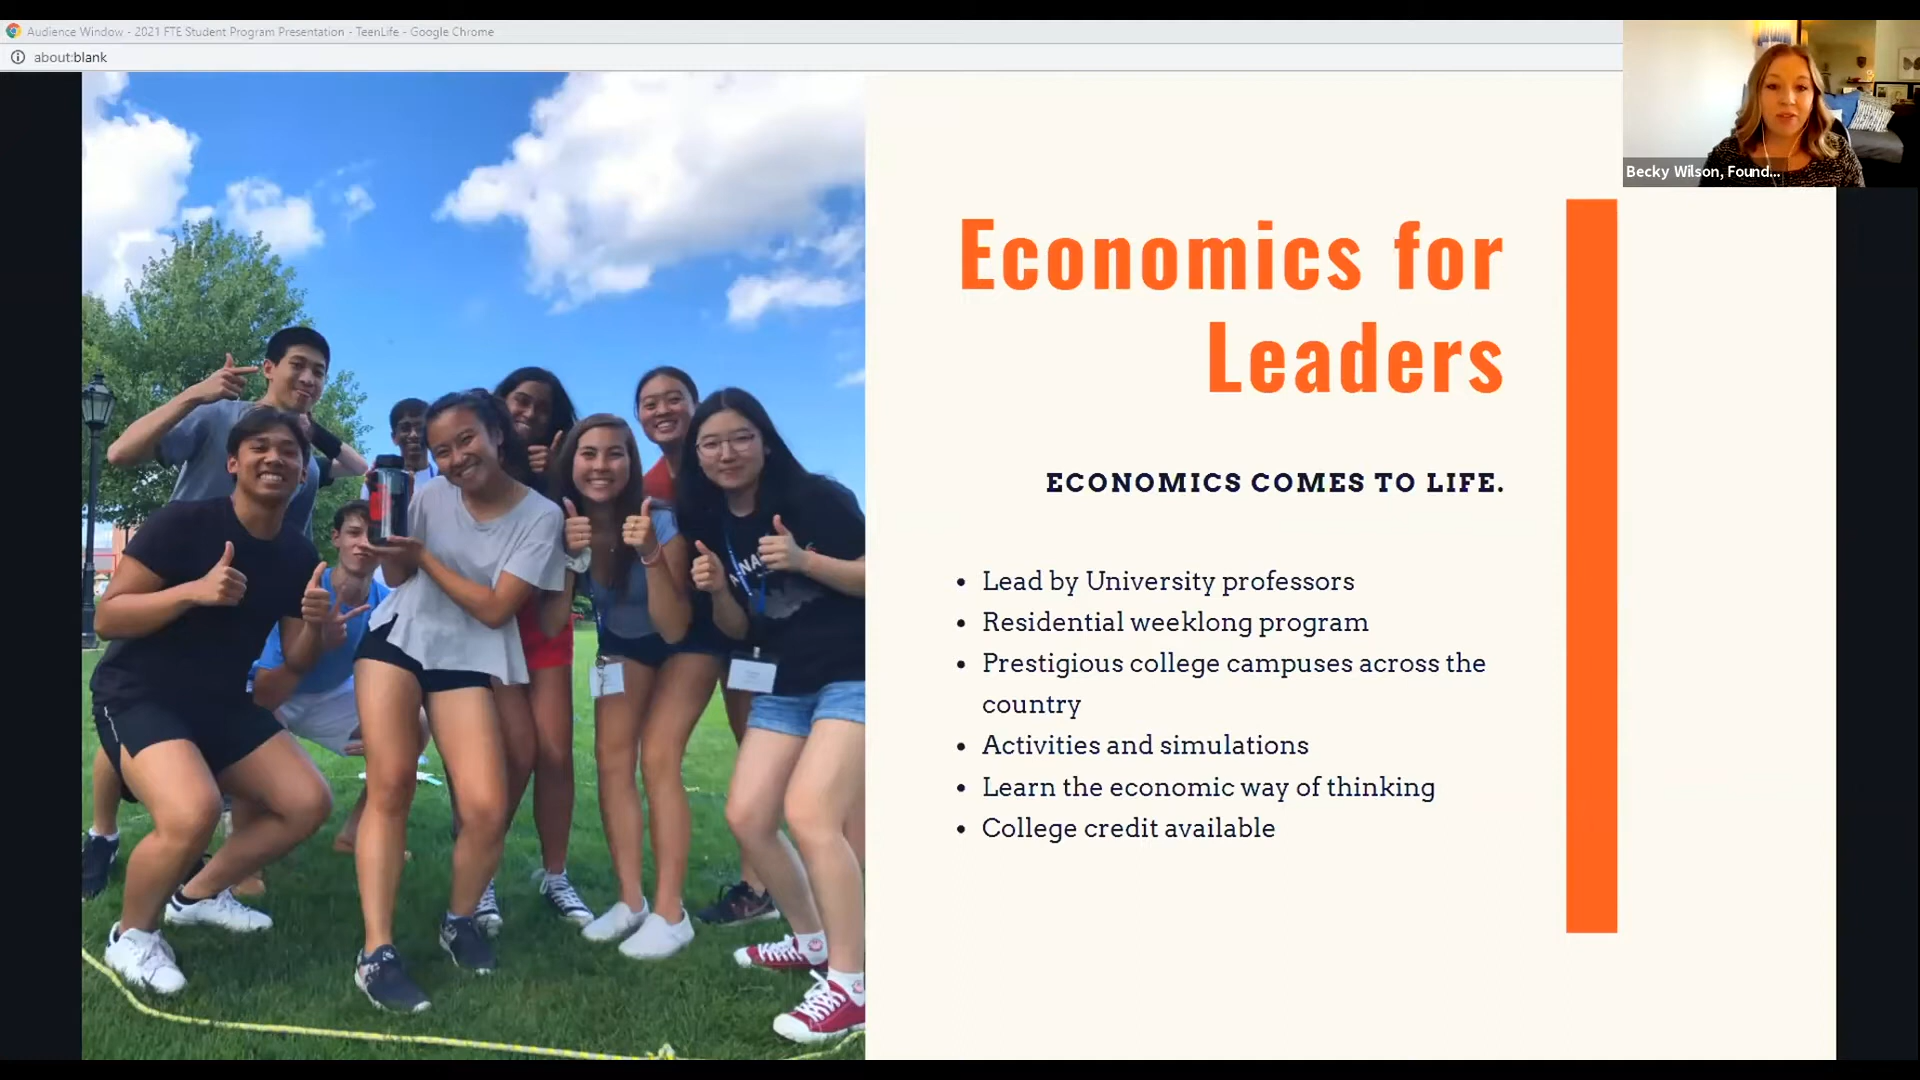 Audience Window - 2021 FTE Student Program Presentation - TeenLife - Google Chrome
about:blank
Becky Wilson, Found...
Economics for
Leaders
ECONOMICS COMES TO LIFE.
• Lead by University professors
• Residential weeklong program
• Prestigious college campuses across the
country
• Activities and simulations
• Learn the economic way of thinking
• College credit available